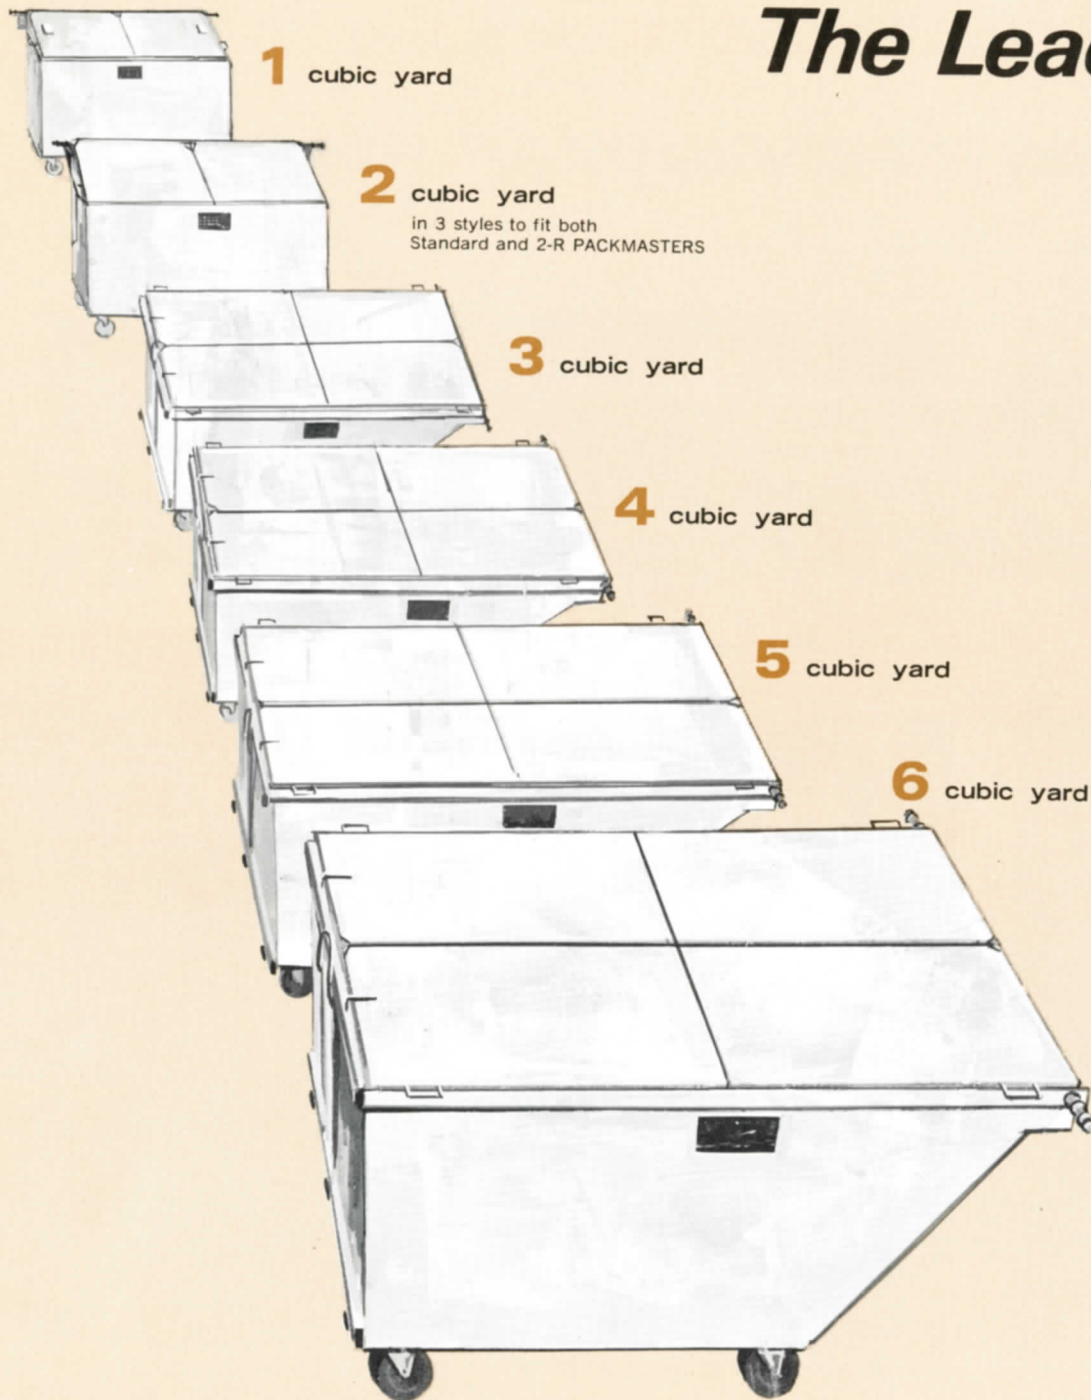 The Lead
1 cubic yard
2 cubic yard
in 3 styles to fit both
Standard and 2-R PACKMASTERS
3 cubic yard
4 cubic yard
5 cubic yard
6 cubic yard